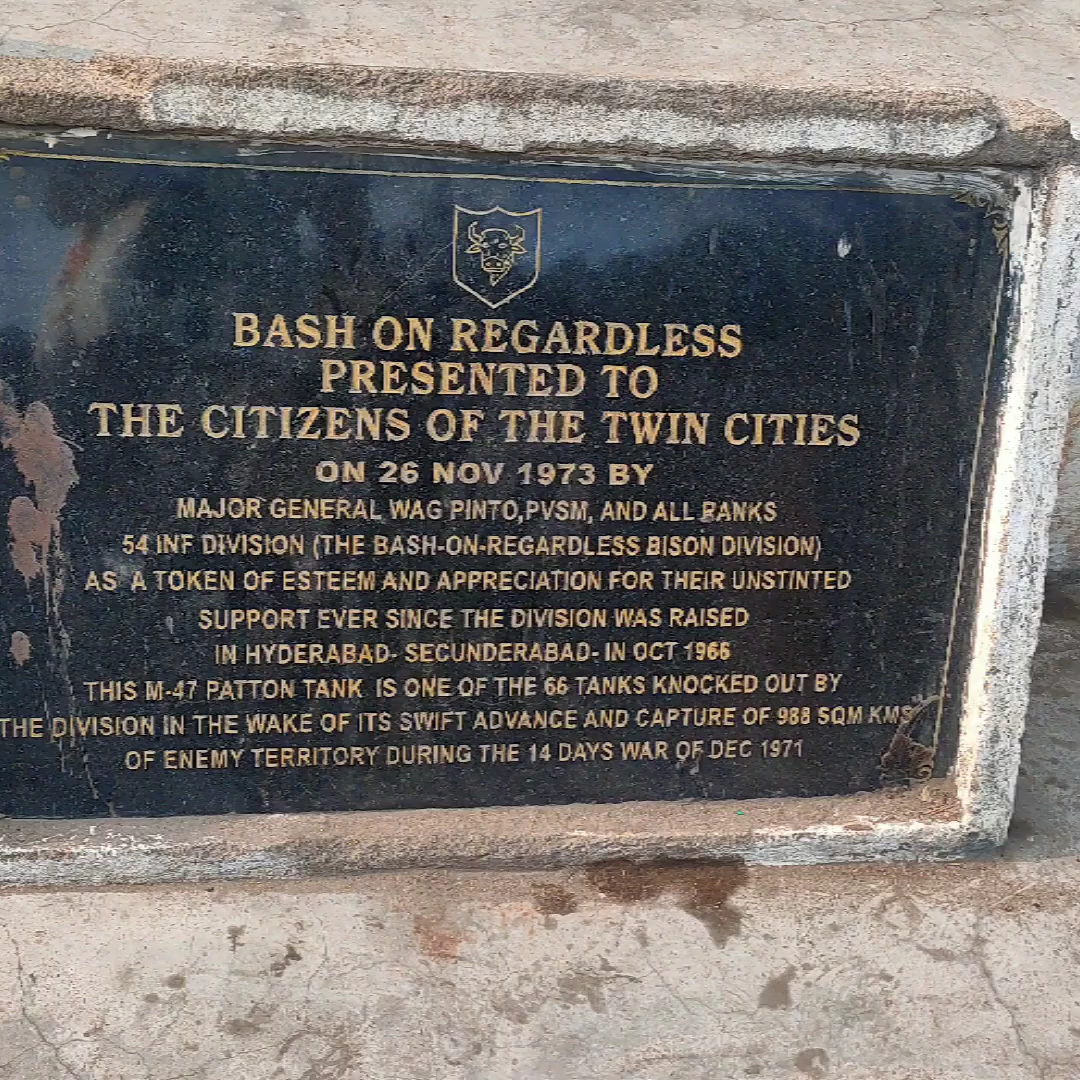 BASH ON REGARDLESS
PRESENTED TO
THE CITIZENS OF THE TWIN CITIES
ON 26 NOV 1973 BY
MAJOR GENERAL WAG PINTO,PVSM, AND ALL RANKS
54 INF DIVISION (THE BASH-ON-REGARDLESS BISON DIVISION)
AS A TOKEN OF ESTEEM AND APPRECIATION FOR THEIR UNSTINTED
SUPPORT EVER SINCE THE DIVISION WAS RAISED
IN HYDERABAD- SECUNDERABAD- IN OCT 1966
THIS M-47 PATTON TANK IS ONE OF THE 66 TANKS KNOCKED OUT BY
THE DIVISION IN THE WAKE OF ITS SWIFT ADVANCE AND CAPTURE OF 988 SQM KMS
OF ENEMY TERRITORY DURING THE 14 DAYS WAR OF DEC 1971